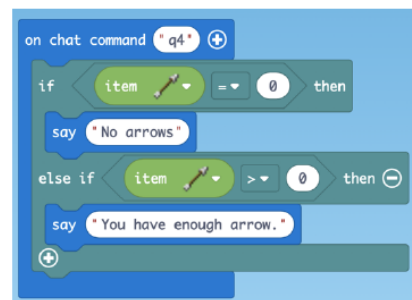 on chat command "q4"
if item = 0 then
say "No arrows"
else if item > 0 then
say "You have enough arrow."